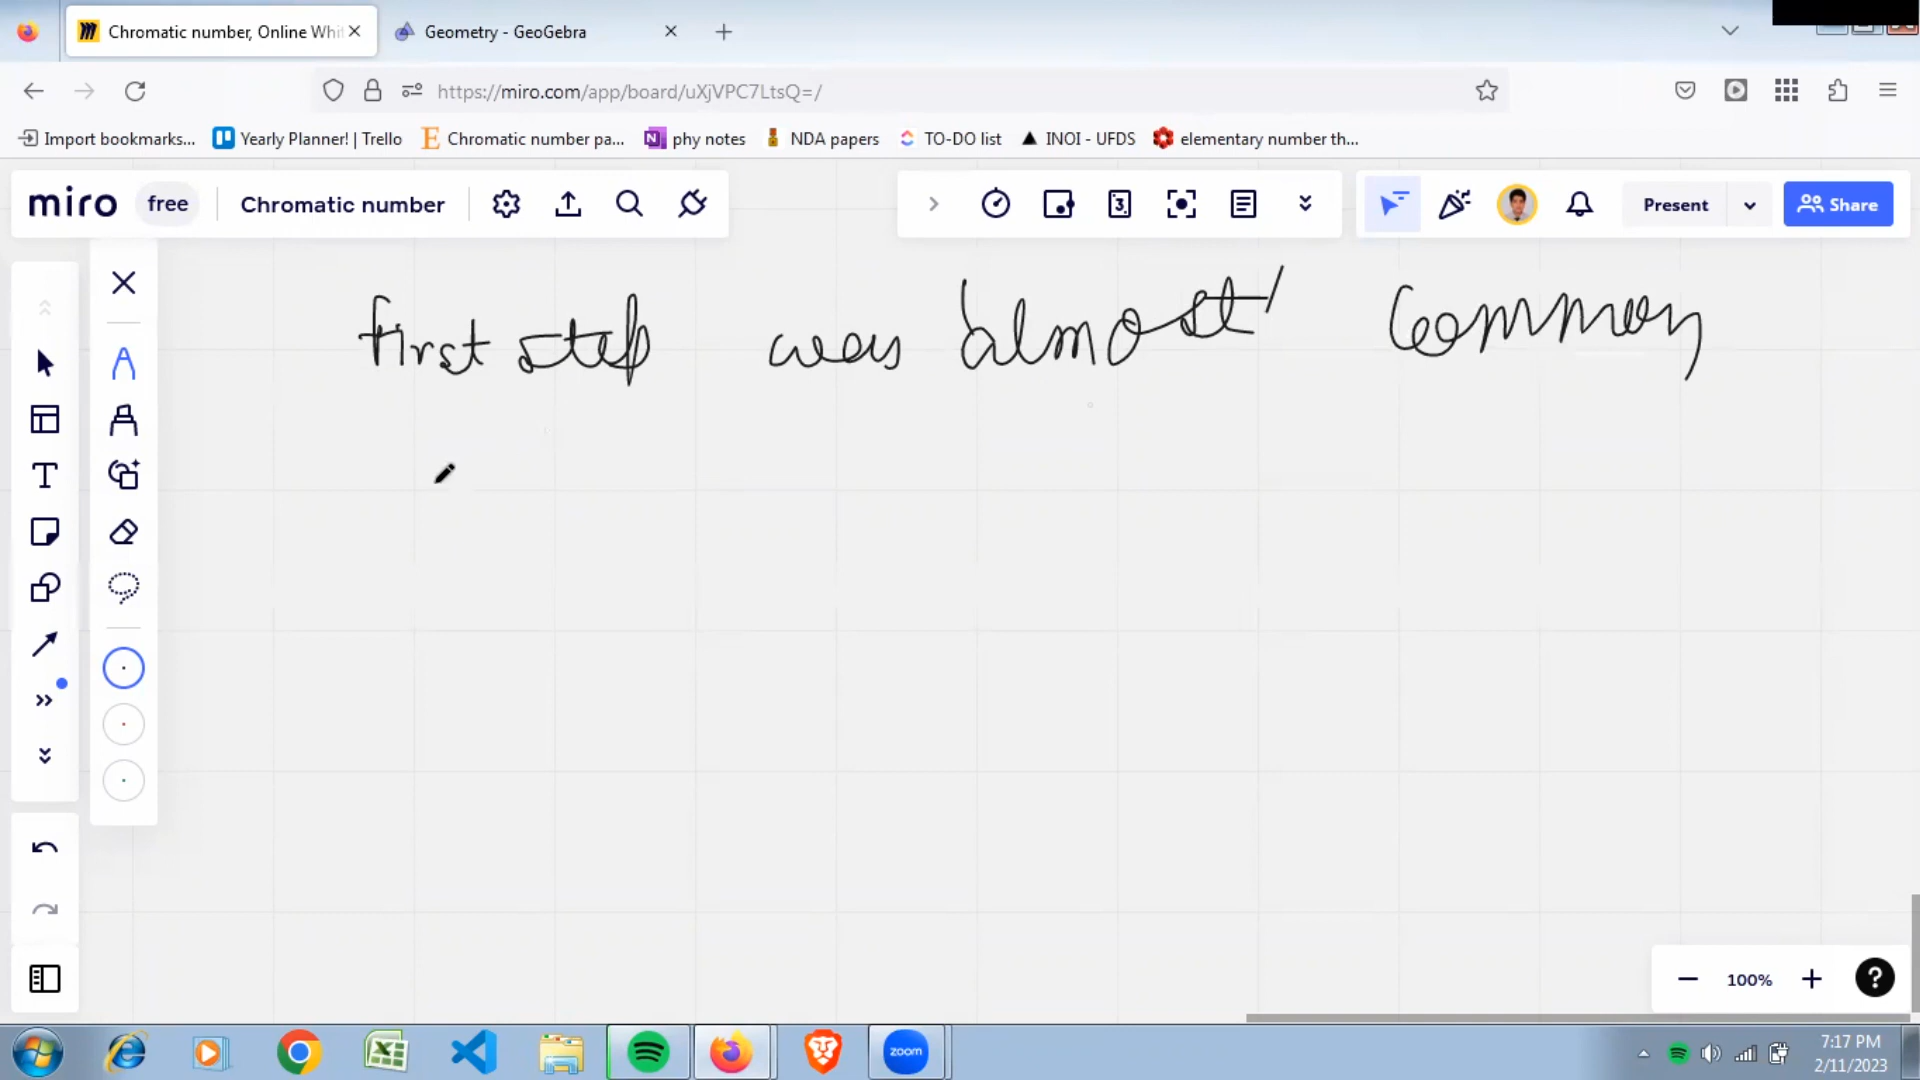 Chromatic number, Online Whit
Geometry - GeoGebra
https://miro.com/app/board/uXjVPC7LtsQ=/
Import bookmarks... Yearly Planner! | Trello Chromatic number pa... phy notes NDA papers TO-DO list INOI - UFDS elementary number th...
miro free Chromatic number Present Share
first step was almost common
100%
7:17 PM
2/11/2023
zoom